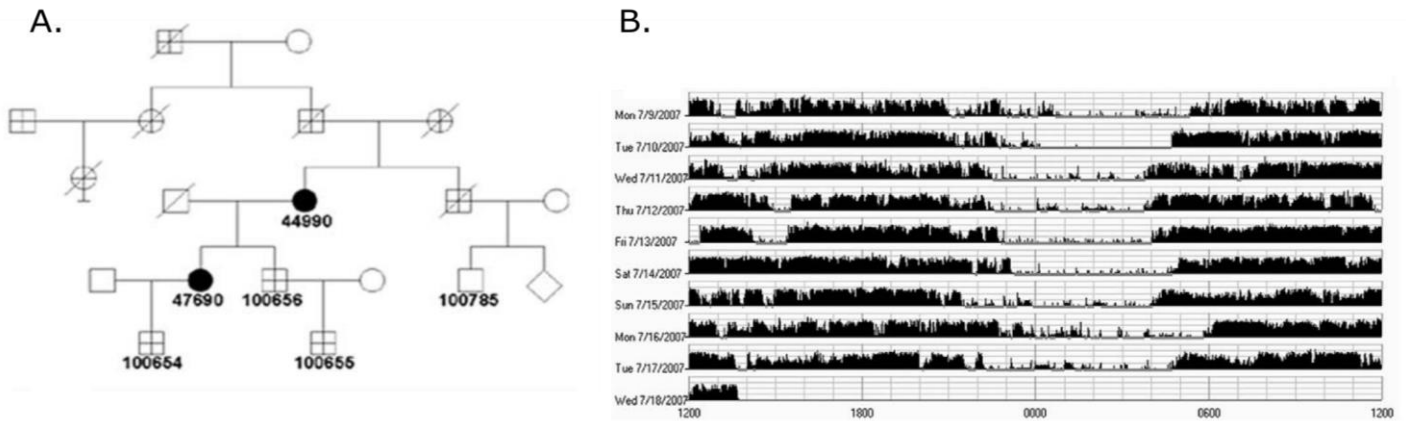 A.
44990
47690
100656
100785
100654
100655
B.
Mon 7/9/2007
Tue 7/10/2007
Wed 7/11/2007
Thu 7/12/2007
Fri 7/13/2007
Sat 7/14/2007
Sun 7/15/2007
Mon 7/16/2007
Tue 7/17/2007
Wed 7/18/2007
1200 1800 0000 0600 1200